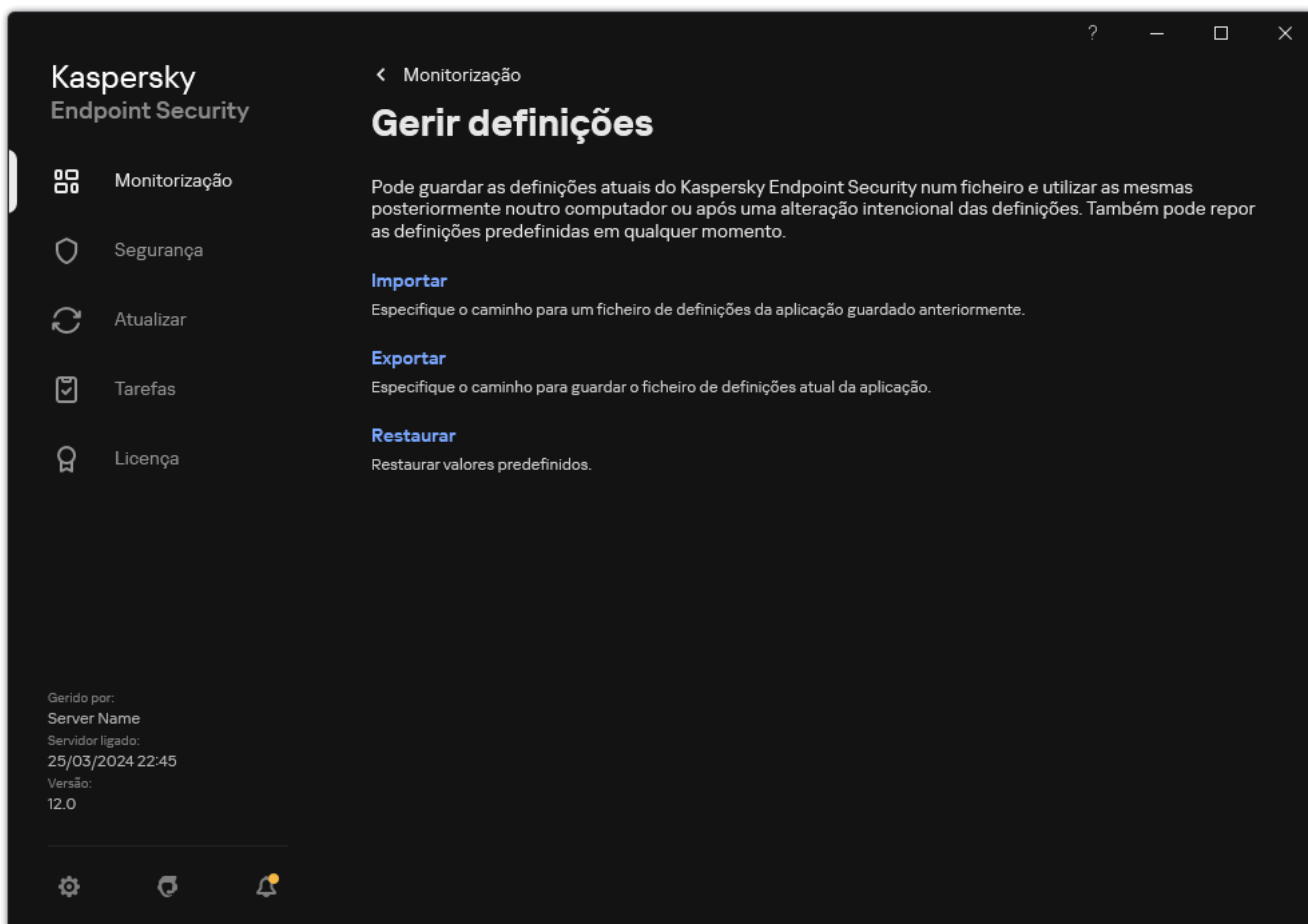 ?
Kaspersky
Endpoint Security
Monitorização
Segurança
Atualizar
Tarefas
Licença
Gerido por:
Server Name
Servidor ligado:
25/03/2024 22:45
Versão:
12.0
Monitorização
Gerir definições
Pode guardar as definições atuais do Kaspersky Endpoint Security num ficheiro e utilizar as mesmas
posteriormente noutro computador ou após uma alteração intencional das definições. Também pode repor
as definições predefinidas em qualquer momento.
Importar
Especifique o caminho para um ficheiro de definições da aplicação guardado anteriormente.
Exportar
Especifique o caminho para guardar o ficheiro de definições atual da aplicação.
Restaurar
Restaurar valores predefinidos.